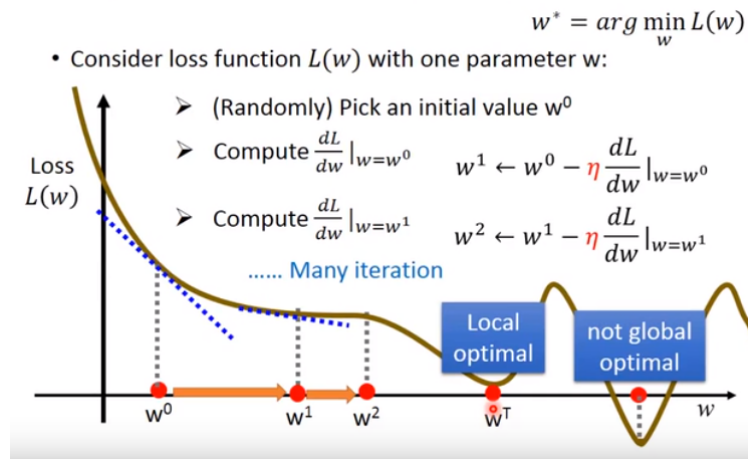 w* = arg min L(w)
w
• Consider loss function L(w) with one parameter w:
➤ (Randomly) Pick an initial value w⁰
➤ Compute dL/dw |w=w⁰
w¹ ← w⁰ − η dL/dw |w=w⁰
➤ Compute dL/dw |w=w¹
w² ← w¹ − η dL/dw |w=w¹
...... Many iteration
Loss
L(w)
Local
optimal
not global
optimal
w⁰
w¹
w²
wᵀ
w